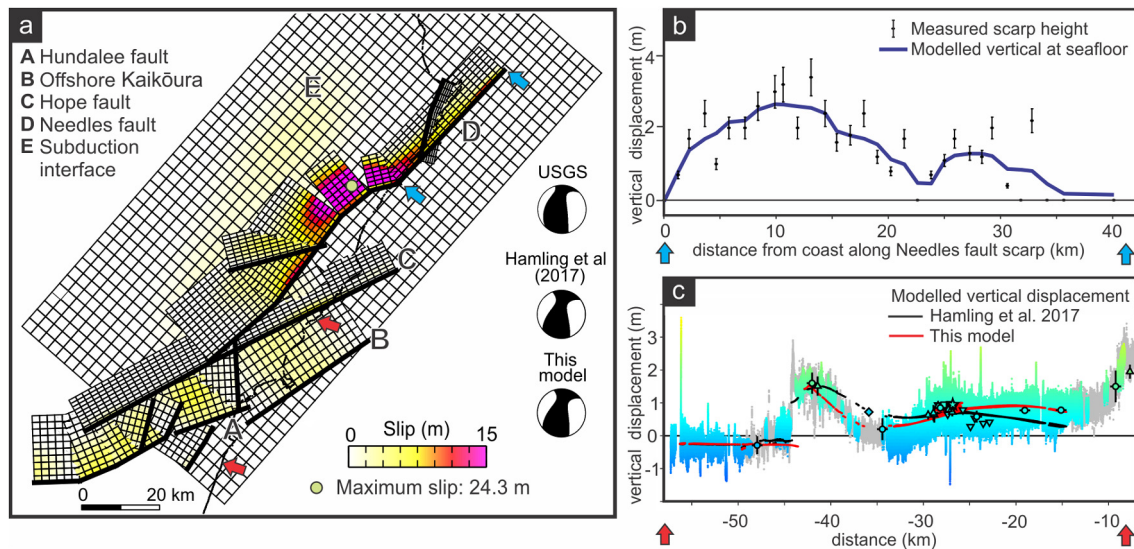 a
A Hundalee fault
B Offshore Kaikōura
C Hope fault
D Needles fault
E Subduction
interface
E
D
C
B
A
USGS
Hamling et al
(2017)
This
model
0 Slip (m) 15
Maximum slip: 24.3 m
0 20 km
b
Measured scarp height
Modelled vertical at seafloor
vertical displacement (m)
4
2
0
0 10 20 30 40
distance from coast along Needles fault scarp (km)
c
Modelled vertical displacement
Hamling et al. 2017
This model
vertical displacement (m)
3
2
1
0
-1
-50 -40 -30 -20 -10
distance (km)